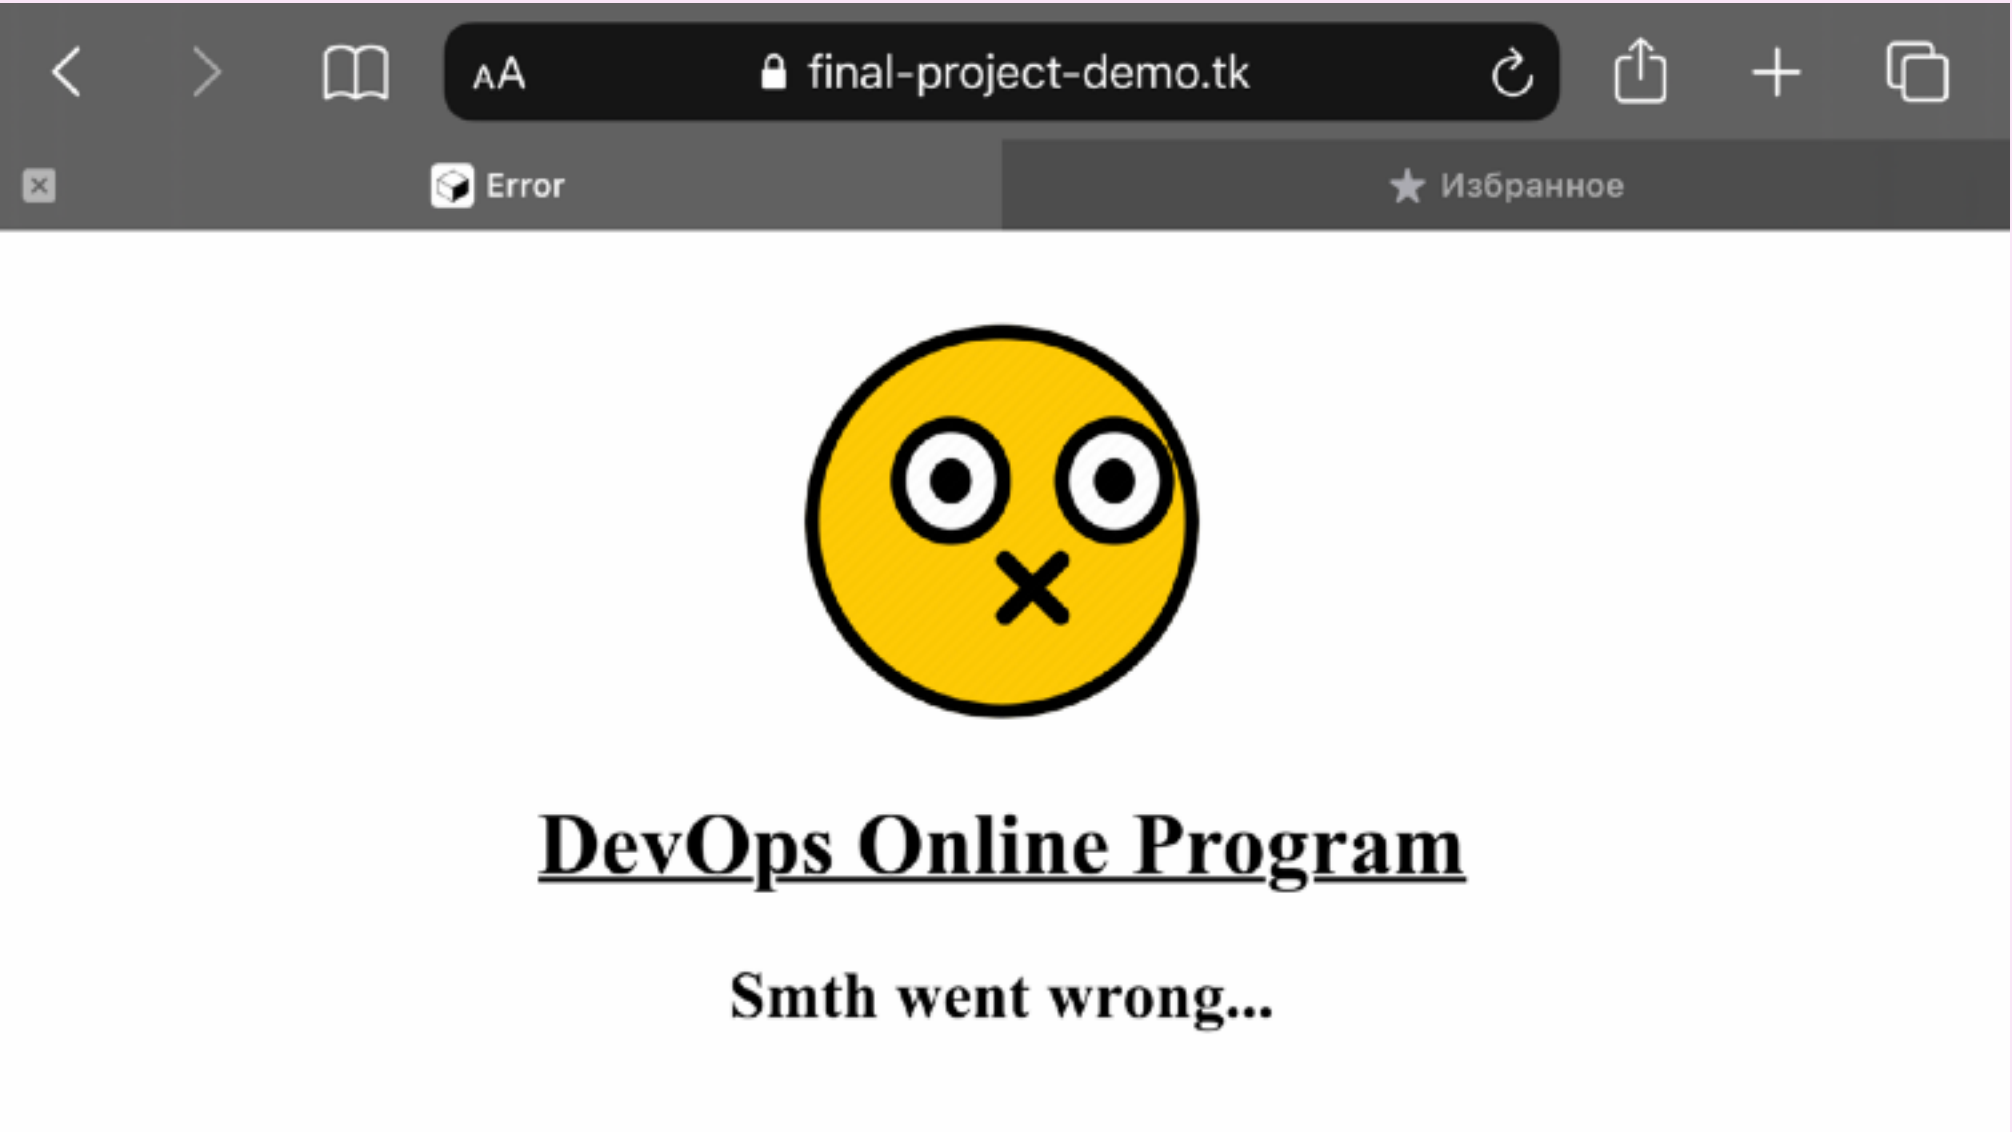 AA final-project-demo.tk
Error
Избранное
DevOps Online Program
Smth went wrong...